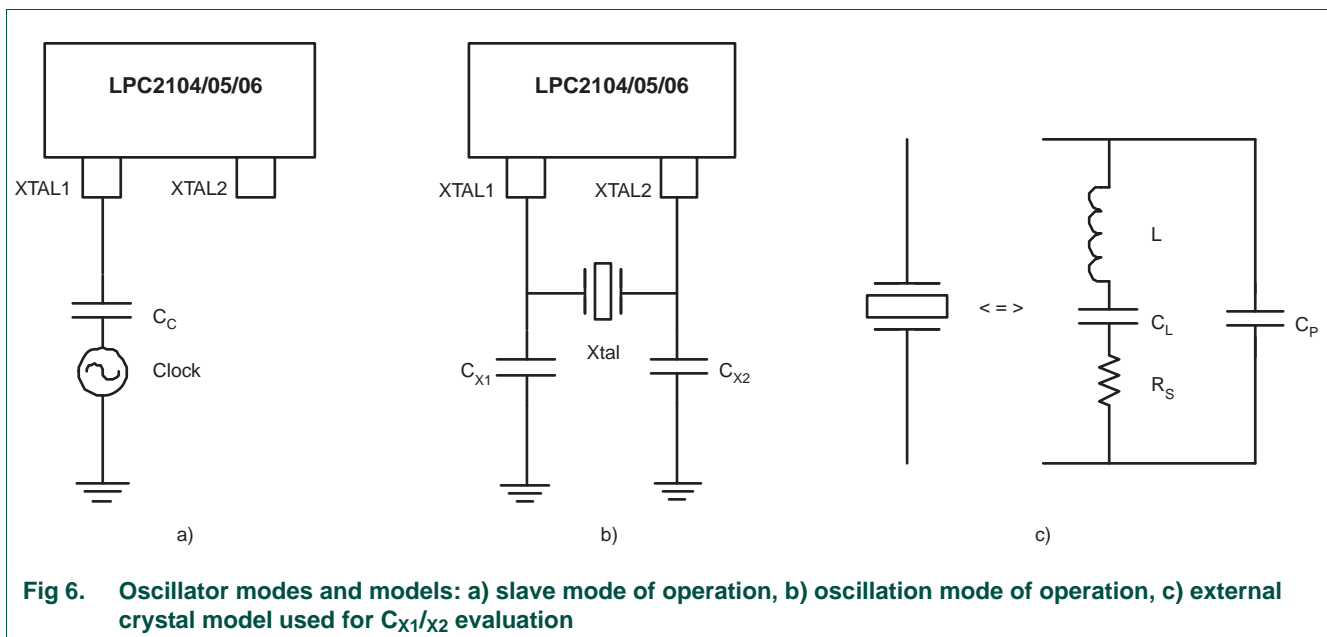 LPC2104/05/06
XTAL1
XTAL2
C_C
Clock
a)
LPC2104/05/06
XTAL1
XTAL2
Xtal
C_X1
C_X2
b)
< = >
L
C_L
R_S
C_P
c)
Fig 6. Oscillator modes and models: a) slave mode of operation, b) oscillation mode of operation, c) external
crystal model used for C_X1/X2 evaluation